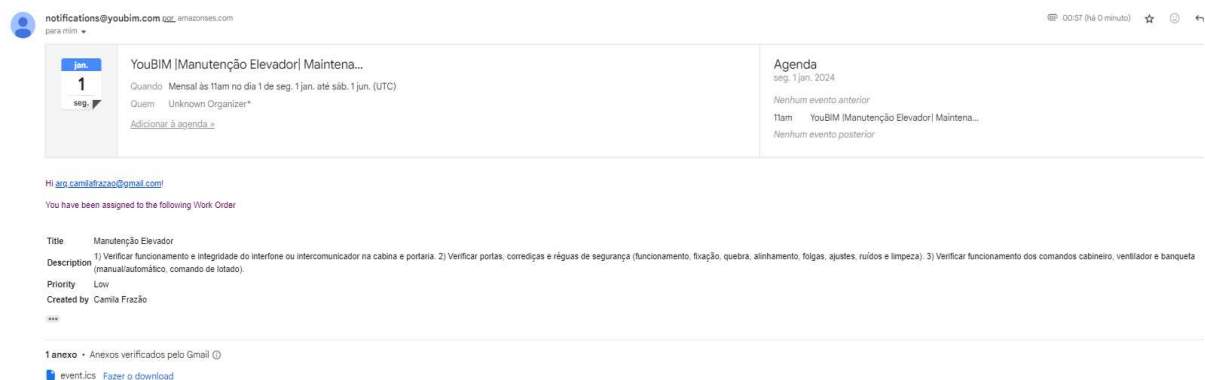 notifications@youbim.com por amazonses.com
00:57 (há 0 minuto)
para mim
jan.
1
seg.
YouBIM |Manutenção Elevador| Maintena...
Quando Mensal às 11am no dia 1 de seg. 1 jan. até sáb. 1 jun. (UTC)
Quem Unknown Organizer*
Adicionar à agenda »
Agenda
seg. 1 jan. 2024
Nenhum evento anterior
11am YouBIM |Manutenção Elevador| Maintena...
Nenhum evento posterior
Hi arq.camilafrazao@gmail.com!
You have been assigned to the following Work Order
Title Manutenção Elevador
Description 1) Verificar funcionamento e integridade do interfone ou intercomunicador na cabina e portaria. 2) Verificar portas, corrediças e réguas de segurança (funcionamento, fixação, quebra, alinhamento, folgas, ajustes, ruídos e limpeza). 3) Verificar funcionamento dos comandos cabineiro, ventilador e banqueta
(manual/automático, comando de lotado).
Priority Low
Created by Camila Frazão
1 anexo • Anexos verificados pelo Gmail
event.ics Fazer o download